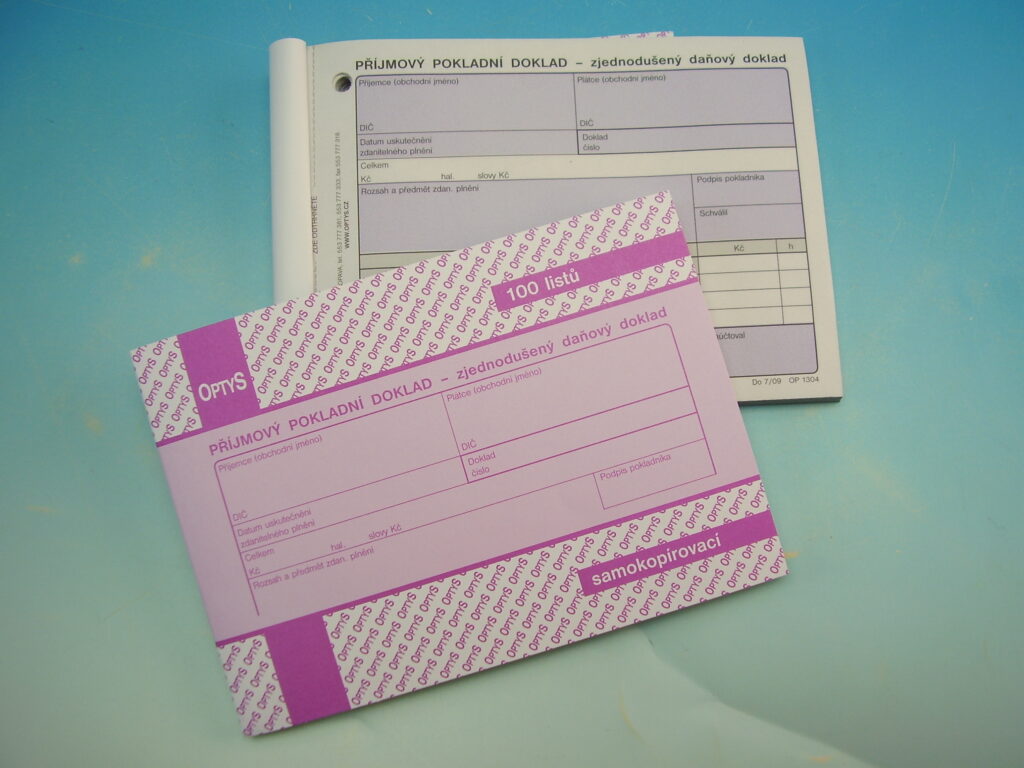 PŘÍJMOVÝ POKLADNÍ DOKLAD – zjednodušený daňový doklad
Příjemce (obchodní jméno)
Plátce (obchodní jméno)
DIČ
DIČ
Datum uskutečnění
zdanitelného plnění
Doklad
číslo
Celkem
Kč hal. slovy Kč
Rozsah a předmět zdan. plnění
Podpis pokladníka
Schválil
Kč h
účtoval
Do 7/09 OP 1304
ZDE ODTRHNĚTE
WWW.OPTYS.CZ
100 listů
OPTYS
PŘÍJMOVÝ POKLADNÍ DOKLAD – zjednodušený daňový doklad
Příjemce (obchodní jméno)
Plátce (obchodní jméno)
DIČ
DIČ
Datum uskutečnění
zdanitelného plnění
Doklad
číslo
Celkem
Kč hal. slovy Kč
Rozsah a předmět zdan. plnění
Podpis pokladníka
samokopírovací